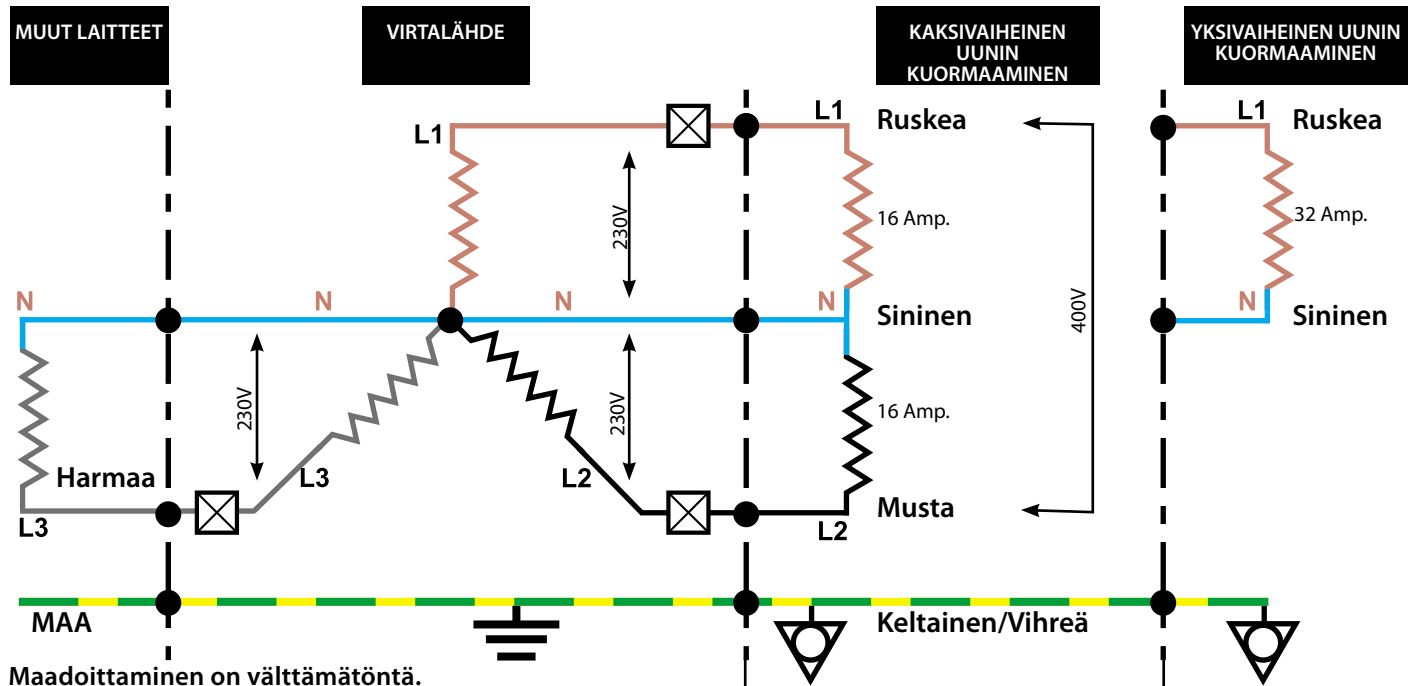 MUUT LAITTEET
VIRTALÄHDE
KAKSIVAIHEINEN
UUNIN
KUORMAAMINEN
YKSIVAIHEINEN UUNIN
KUORMAAMINEN
L1
L1
Ruskea
L1
Ruskea
230V
16 Amp.
32 Amp.
N
N
N
N
Sininen
400V
N
Sininen
230V
230V
16 Amp.
Harmaa
L3
L2
L3
L2
Musta
MAA
Keltainen/Vihreä
Maadoittaminen on välttämätöntä.